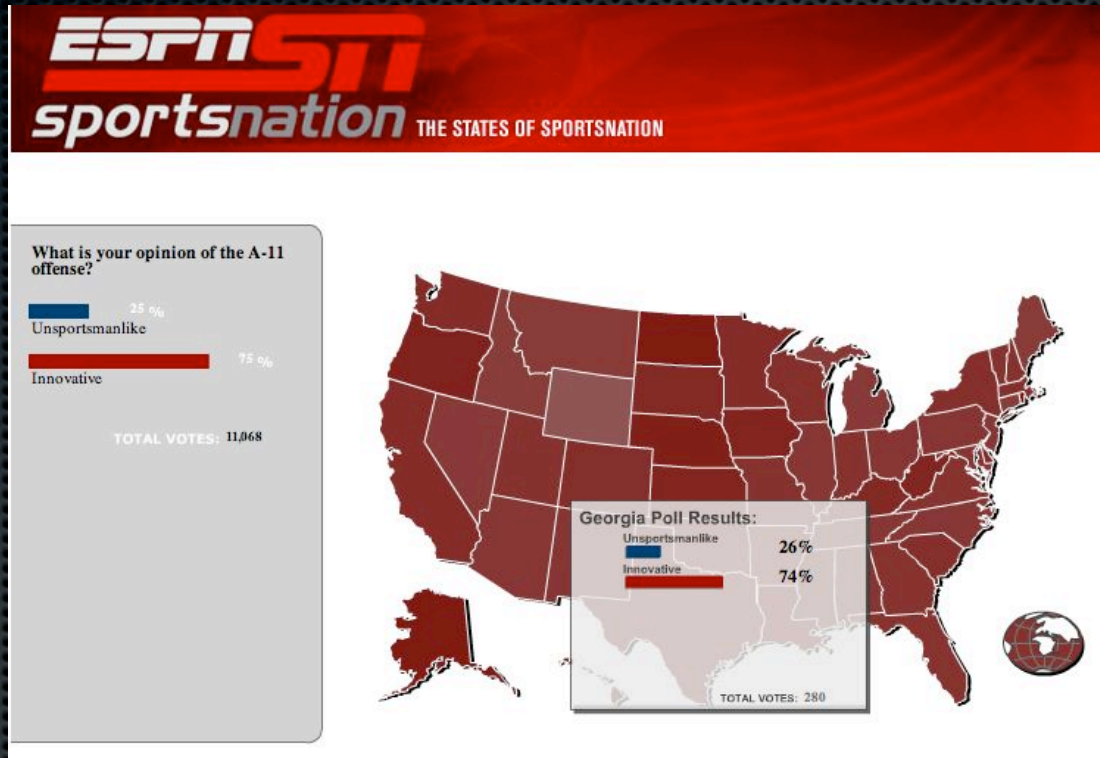 ESPN SN
sportsnation THE STATES OF SPORTSNATION
What is your opinion of the A-11
offense?
25 %
Unsportsmanlike
75 %
Innovative
TOTAL VOTES: 11,068
Georgia Poll Results:
Unsportsmanlike
26%
Innovative
74%
TOTAL VOTES: 280